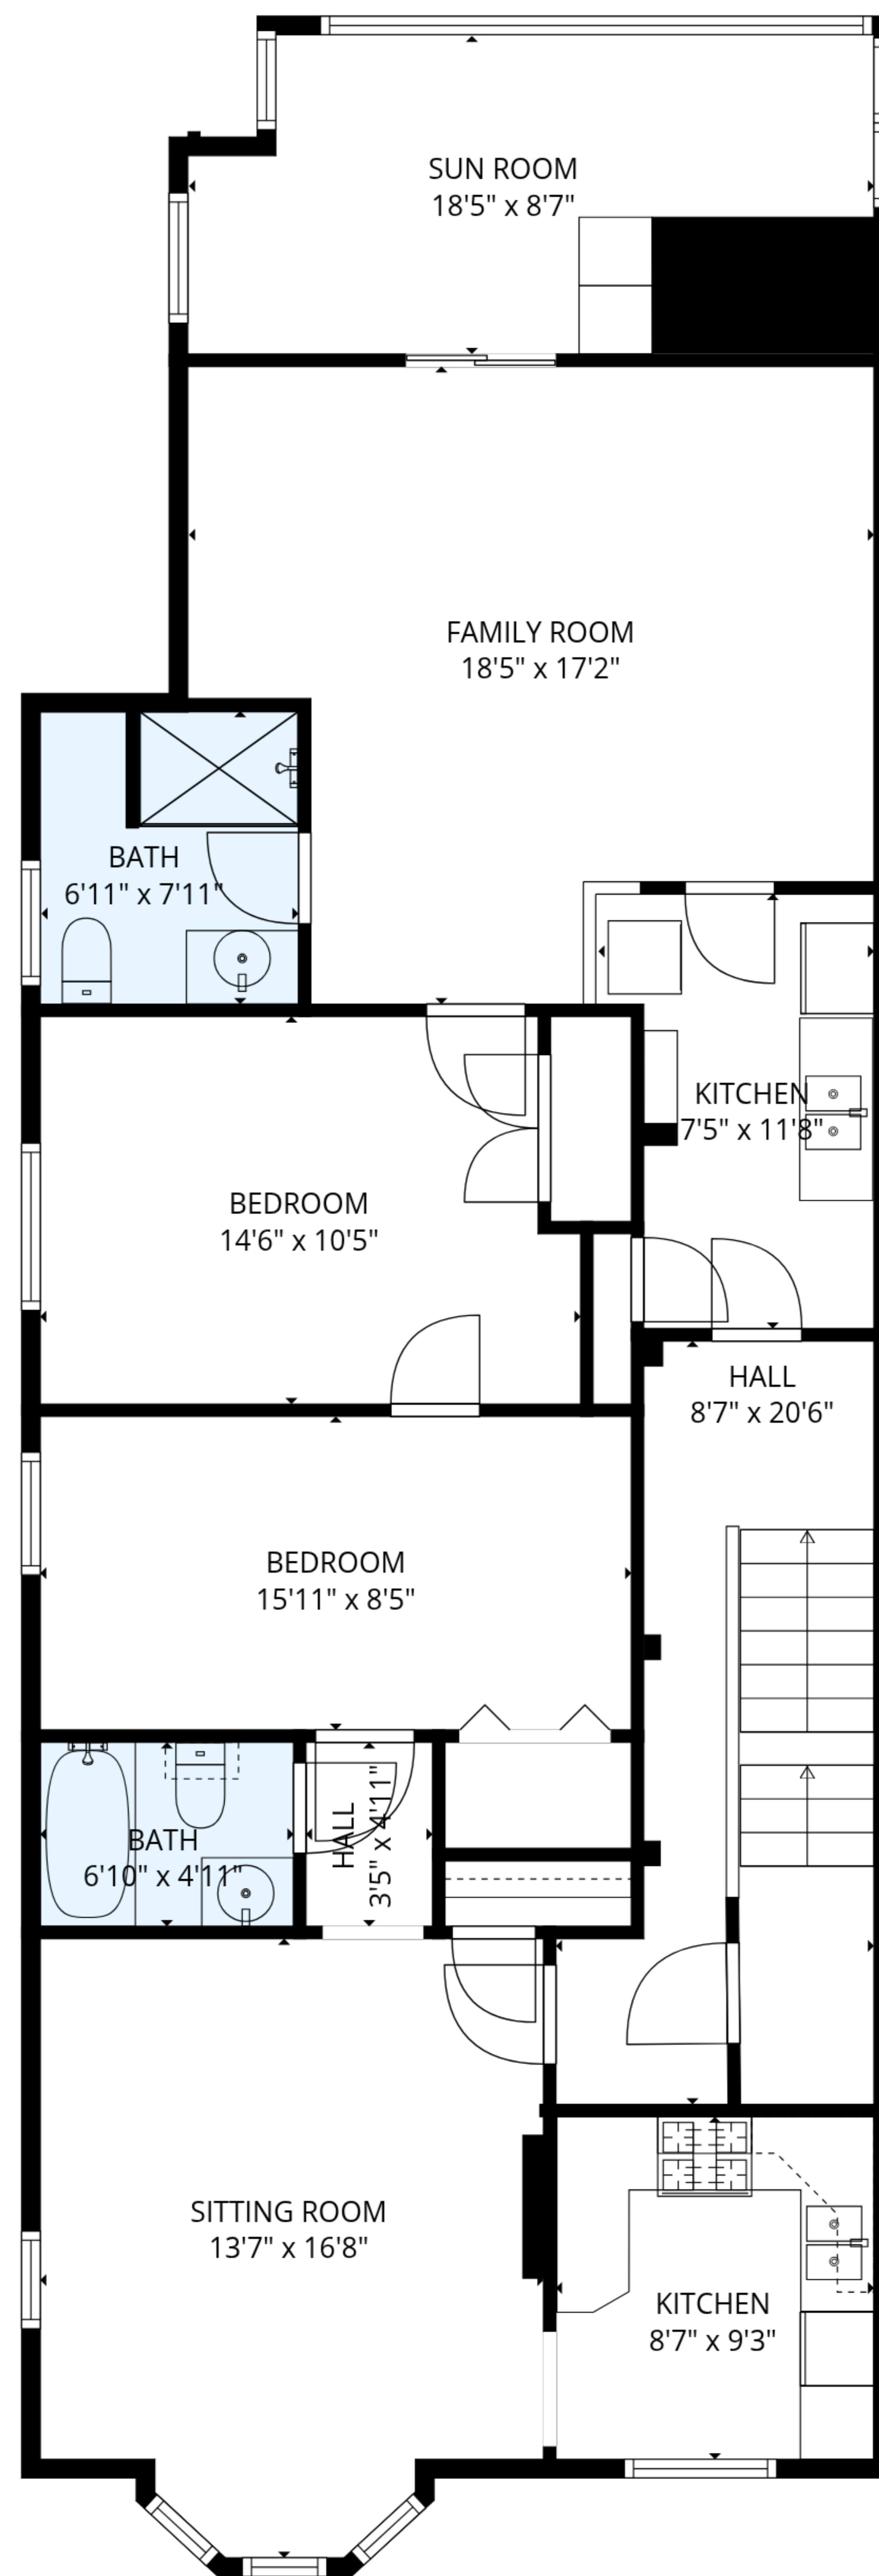 SUN ROOM
18'5" x 8'7"
FAMILY ROOM
18'5" x 17'2"
BATH
6'11" x 7'11"
KITCHEN
7'5" x 11'8"
BEDROOM
14'6" x 10'5"
HALL
8'7" x 20'6"
BEDROOM
15'11" x 8'5"
BATH
6'10" x 4'11"
HALL
3'5" x 4'11"
SITTING ROOM
13'7" x 16'8"
KITCHEN
8'7" x 9'3"